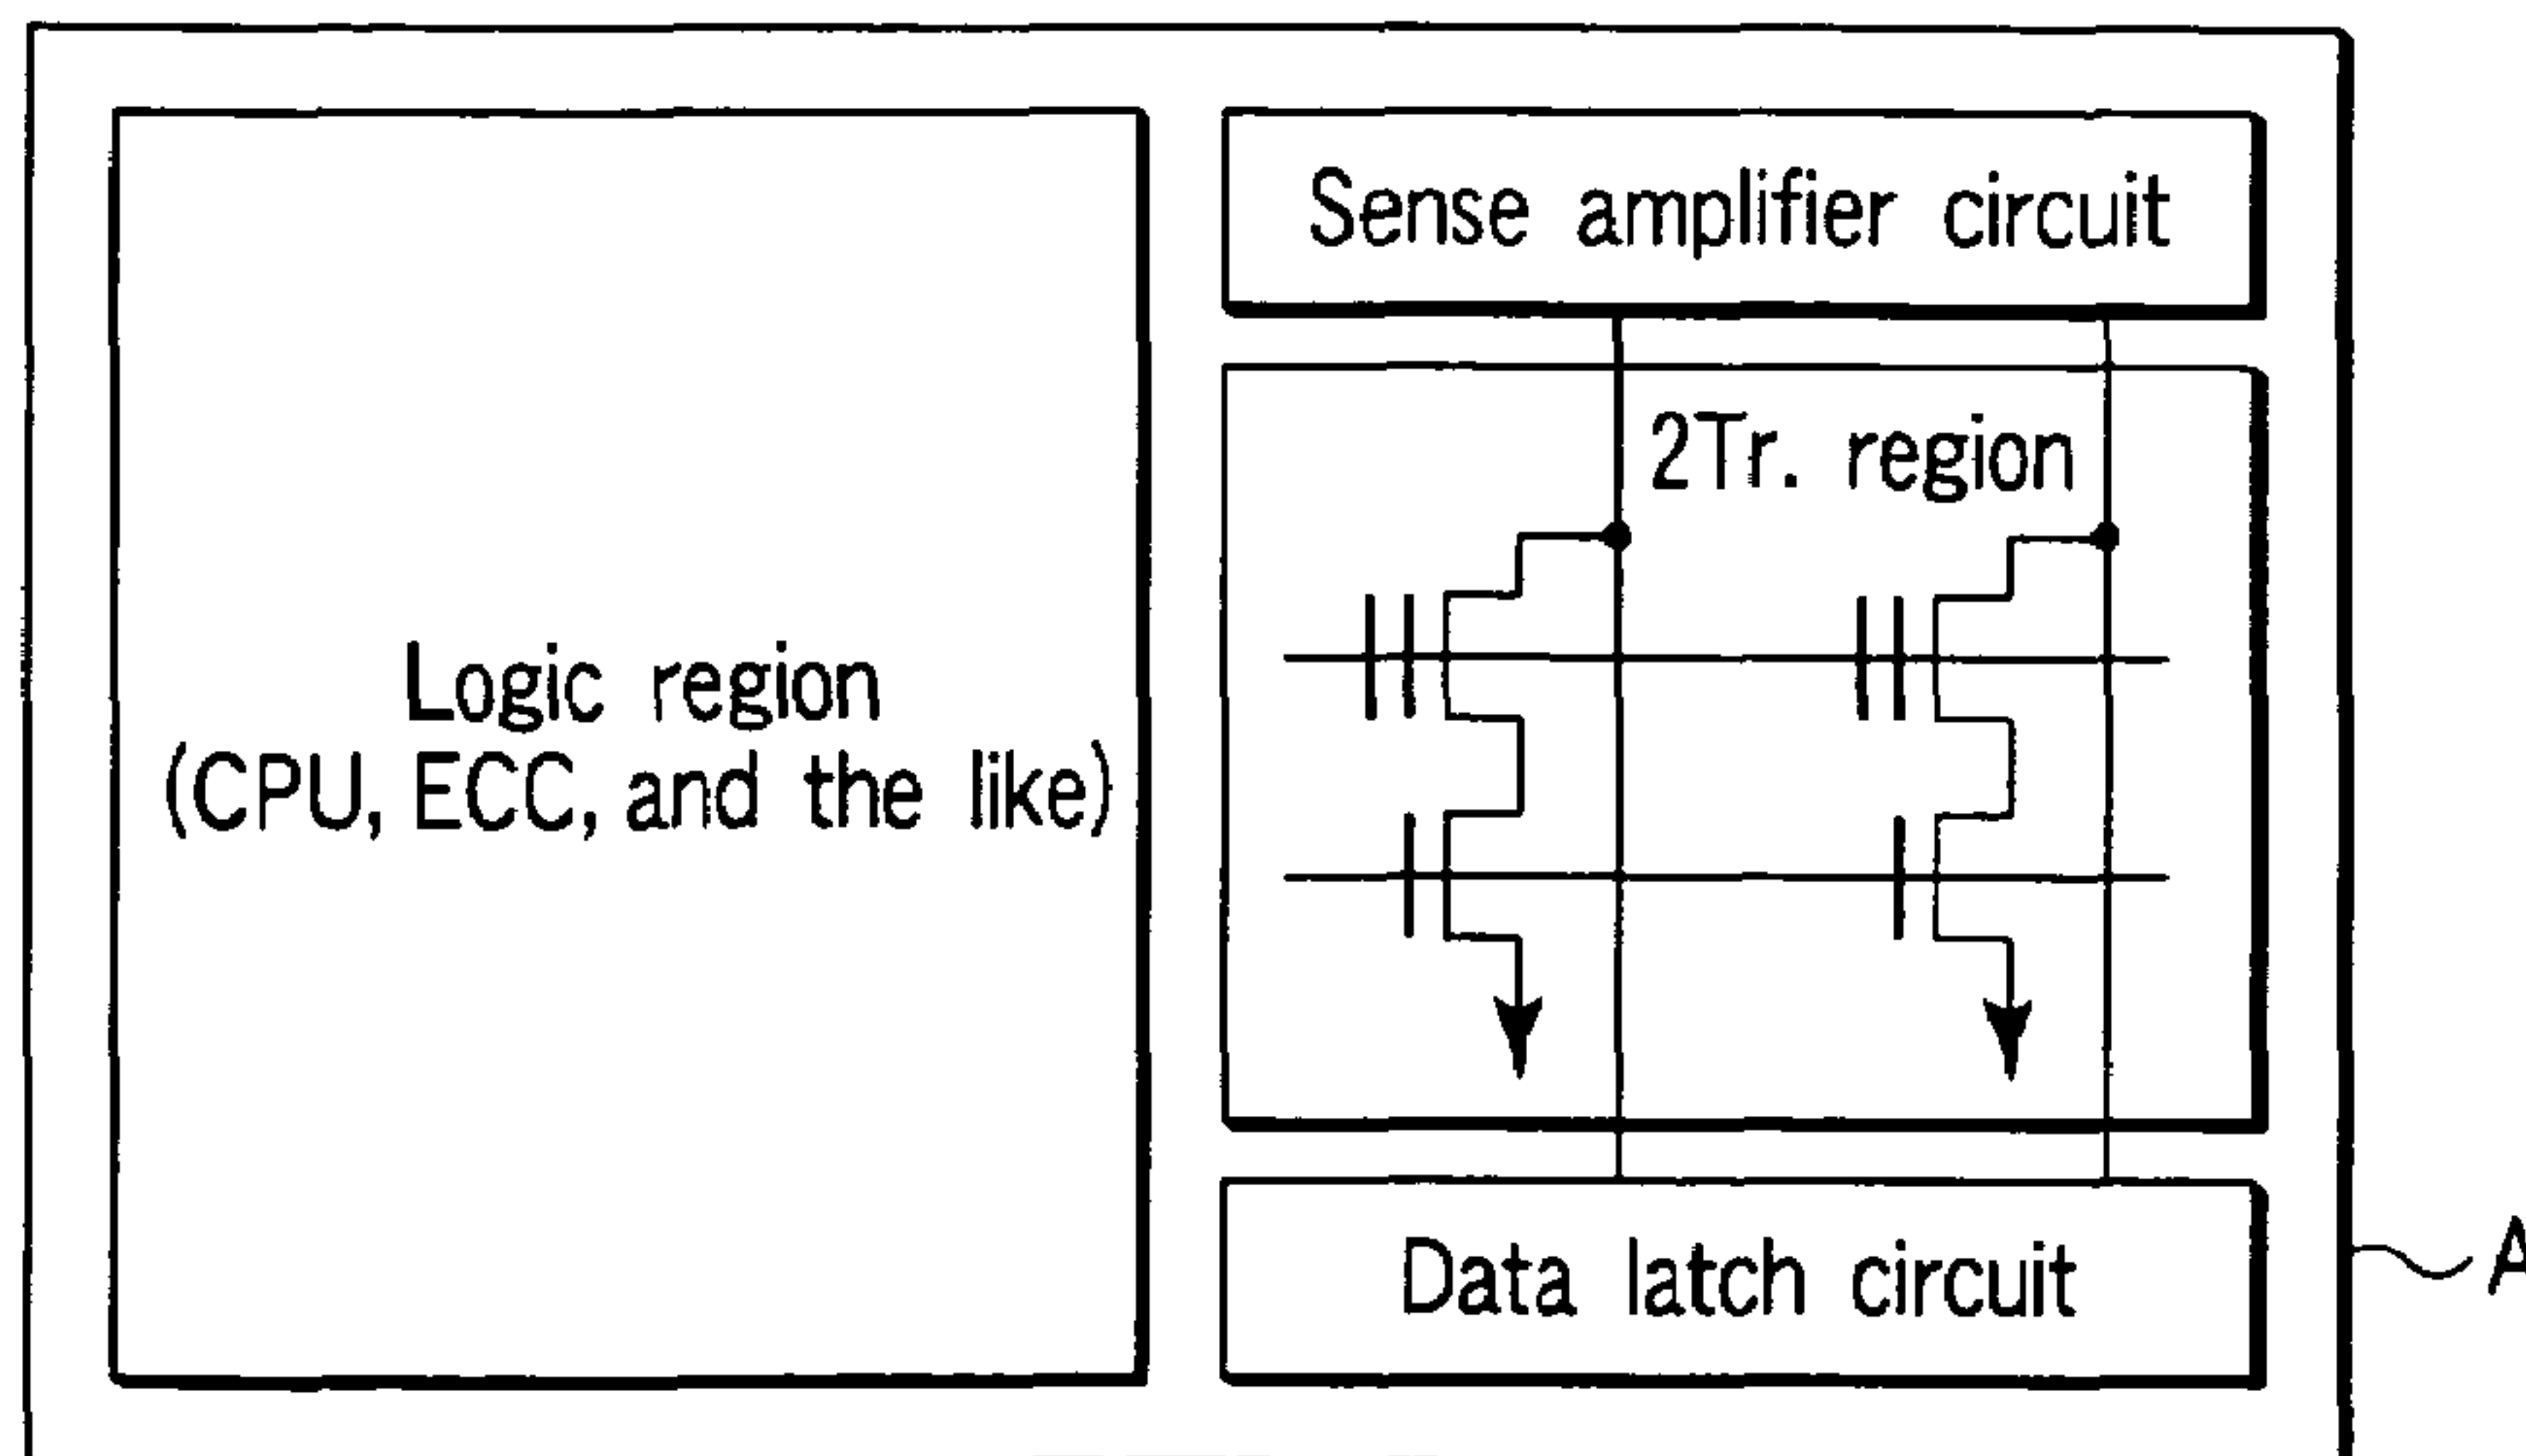 Sense amplifier circuit
2Tr. region
Logic region
(CPU, ECC, and the like)
Data latch circuit
A